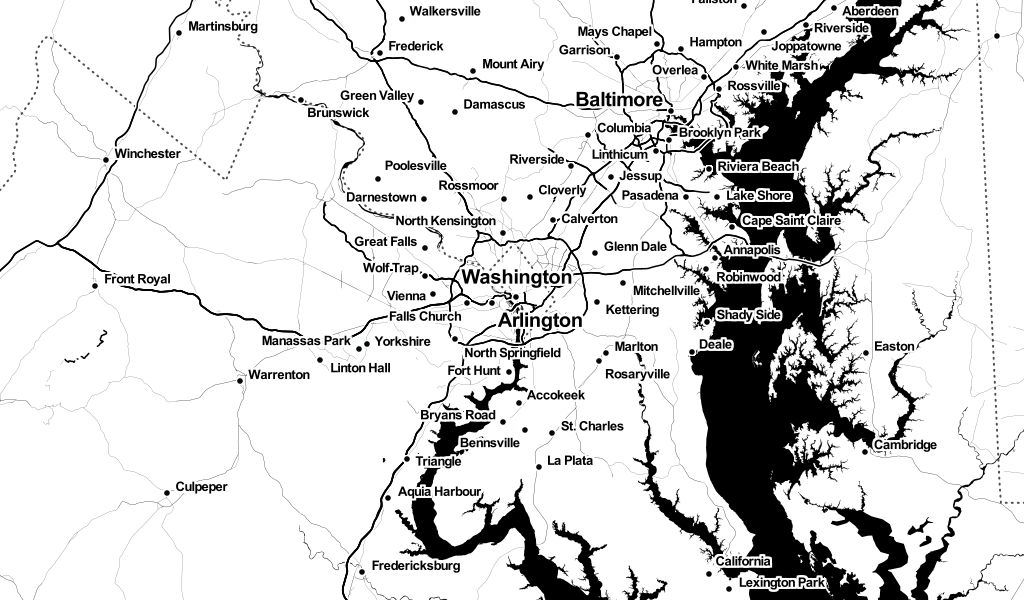 Fallston
Walkersville
Aberdeen
Martinsburg
Mays Chapel
Riverside
Frederick
Garrison
Hampton
Joppatowne
Mount Airy
Overlea
White Marsh
Rossville
Green Valley
Damascus
Baltimore
Brunswick
Columbia
Brooklyn Park
Winchester
Linthicum
Riverside
Poolesville
Riviera Beach
Jessup
Rossmoor
Cloverly
Darnestown
Pasadena
Lake Shore
North Kensington
Calverton
Cape Saint Claire
Great Falls
Glenn Dale
Annapolis
Wolf-Trap
Washington
Robinwood
Front Royal
Mitchellville
Vienna
Kettering
Falls Church
Arlington
Shady Side
Manassas Park
Yorkshire
Deale
Easton
North Springfield
Marlton
Linton Hall
Fort Hunt
Rosaryville
Warrenton
Accokeek
Bryans Road
St. Charles
Bennsville
Cambridge
Triangle
La Plata
Culpeper
Aquia Harbour
Fredericksburg
California
Lexington Park